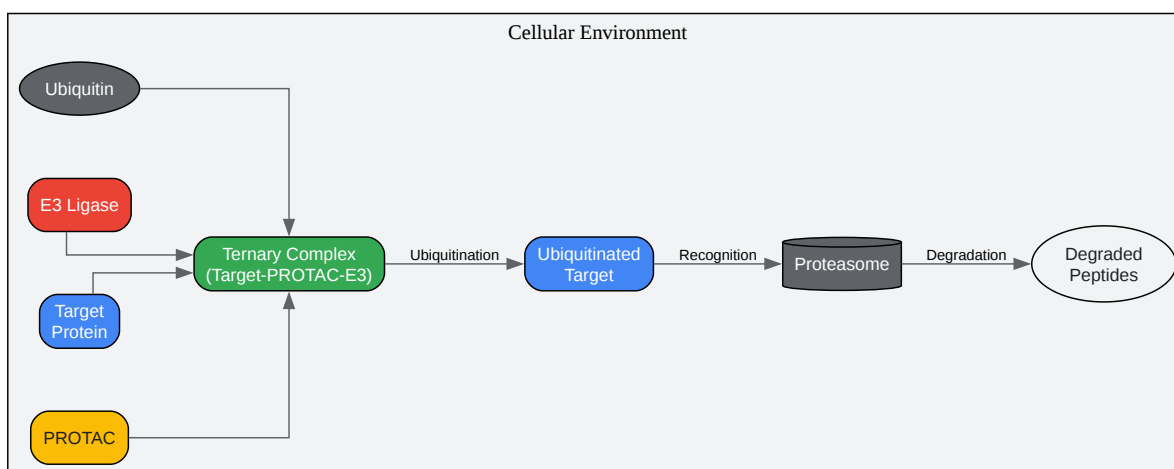 Cellular Environment
Ubiquitin
E3 Ligase
Target
Protein
PROTAC
Ternary Complex
(Target-PROTAC-E3)
Ubiquitination
Ubiquitinated
Target
Recognition
Proteasome
Degradation
Degraded
Peptides